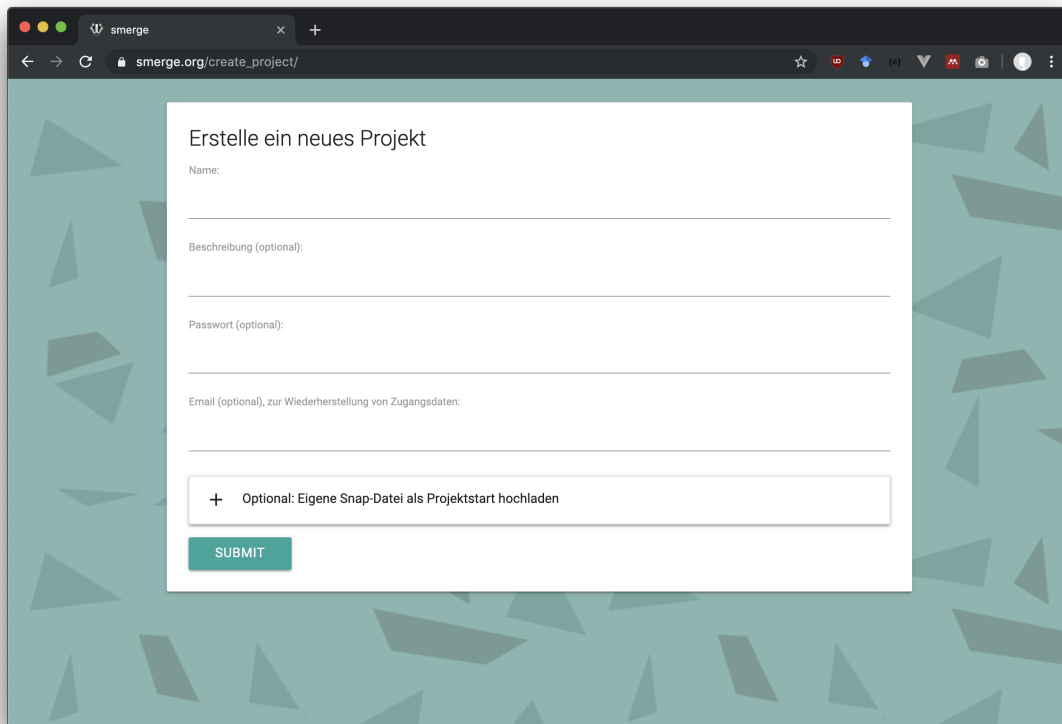 smerge
smerge.org/create_project/
Erstelle ein neues Projekt
Name:
Beschreibung (optional):
Passwort (optional):
Email (optional), zur Wiederherstellung von Zugangsdaten:
Optional: Eigene Snap-Datei als Projektstart hochladen
SUBMIT